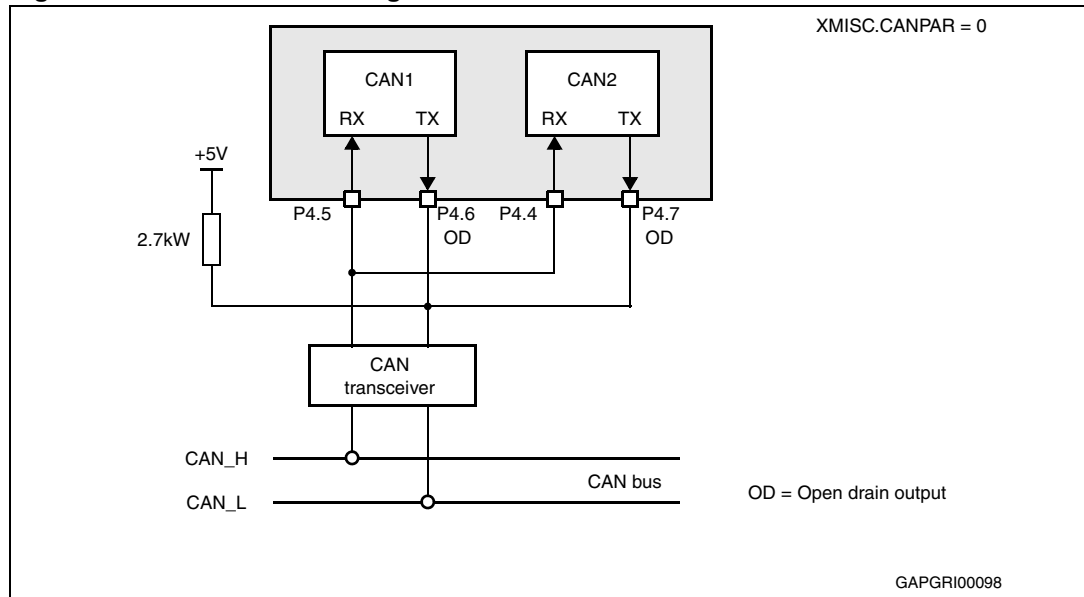 XMISC.CANPAR = 0
CAN1
CAN2
RX TX
RX TX
+5V
P4.5
P4.6
OD
P4.4
P4.7
OD
2.7kW
CAN
transceiver
CAN_H
CAN bus
CAN_L
OD = Open drain output
GAPGRI00098